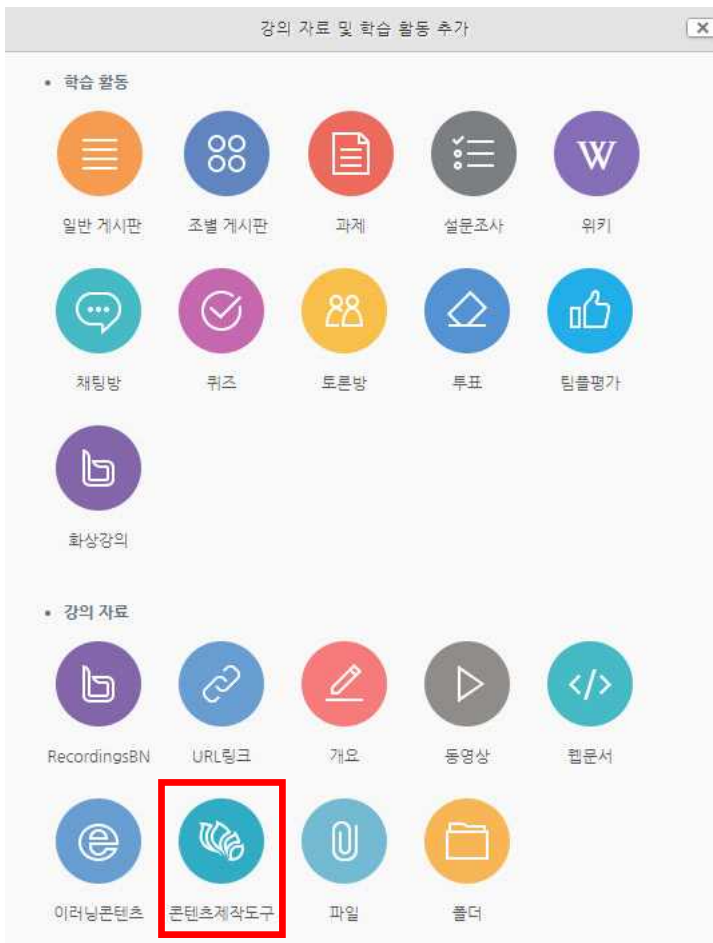 강의 자료 및 학습 활동 추가
• 학습 활동
일반 게시판 조별 게시판 과제 설문조사 위키
채팅방 퀴즈 토론방 투표 팀플평가
화상강의
• 강의 자료
RecordingsBN URL링크 개요 동영상 웹문서
이러닝콘텐츠 콘텐츠제작도구 파일 폴더